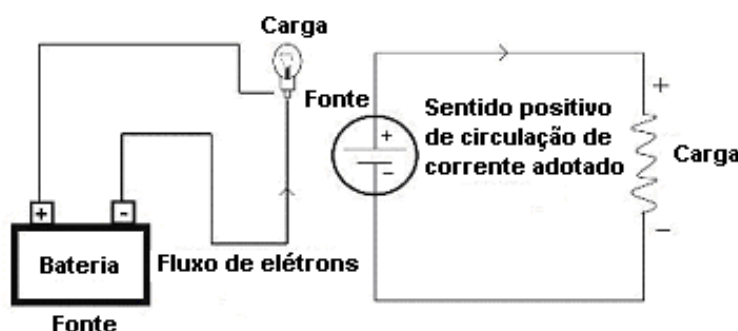 Carga
Fonte
Sentido positivo
de circulação de
corrente adotado
+
-
+
-
Carga
+
-
Bateria
Fluxo de elétrons
Fonte